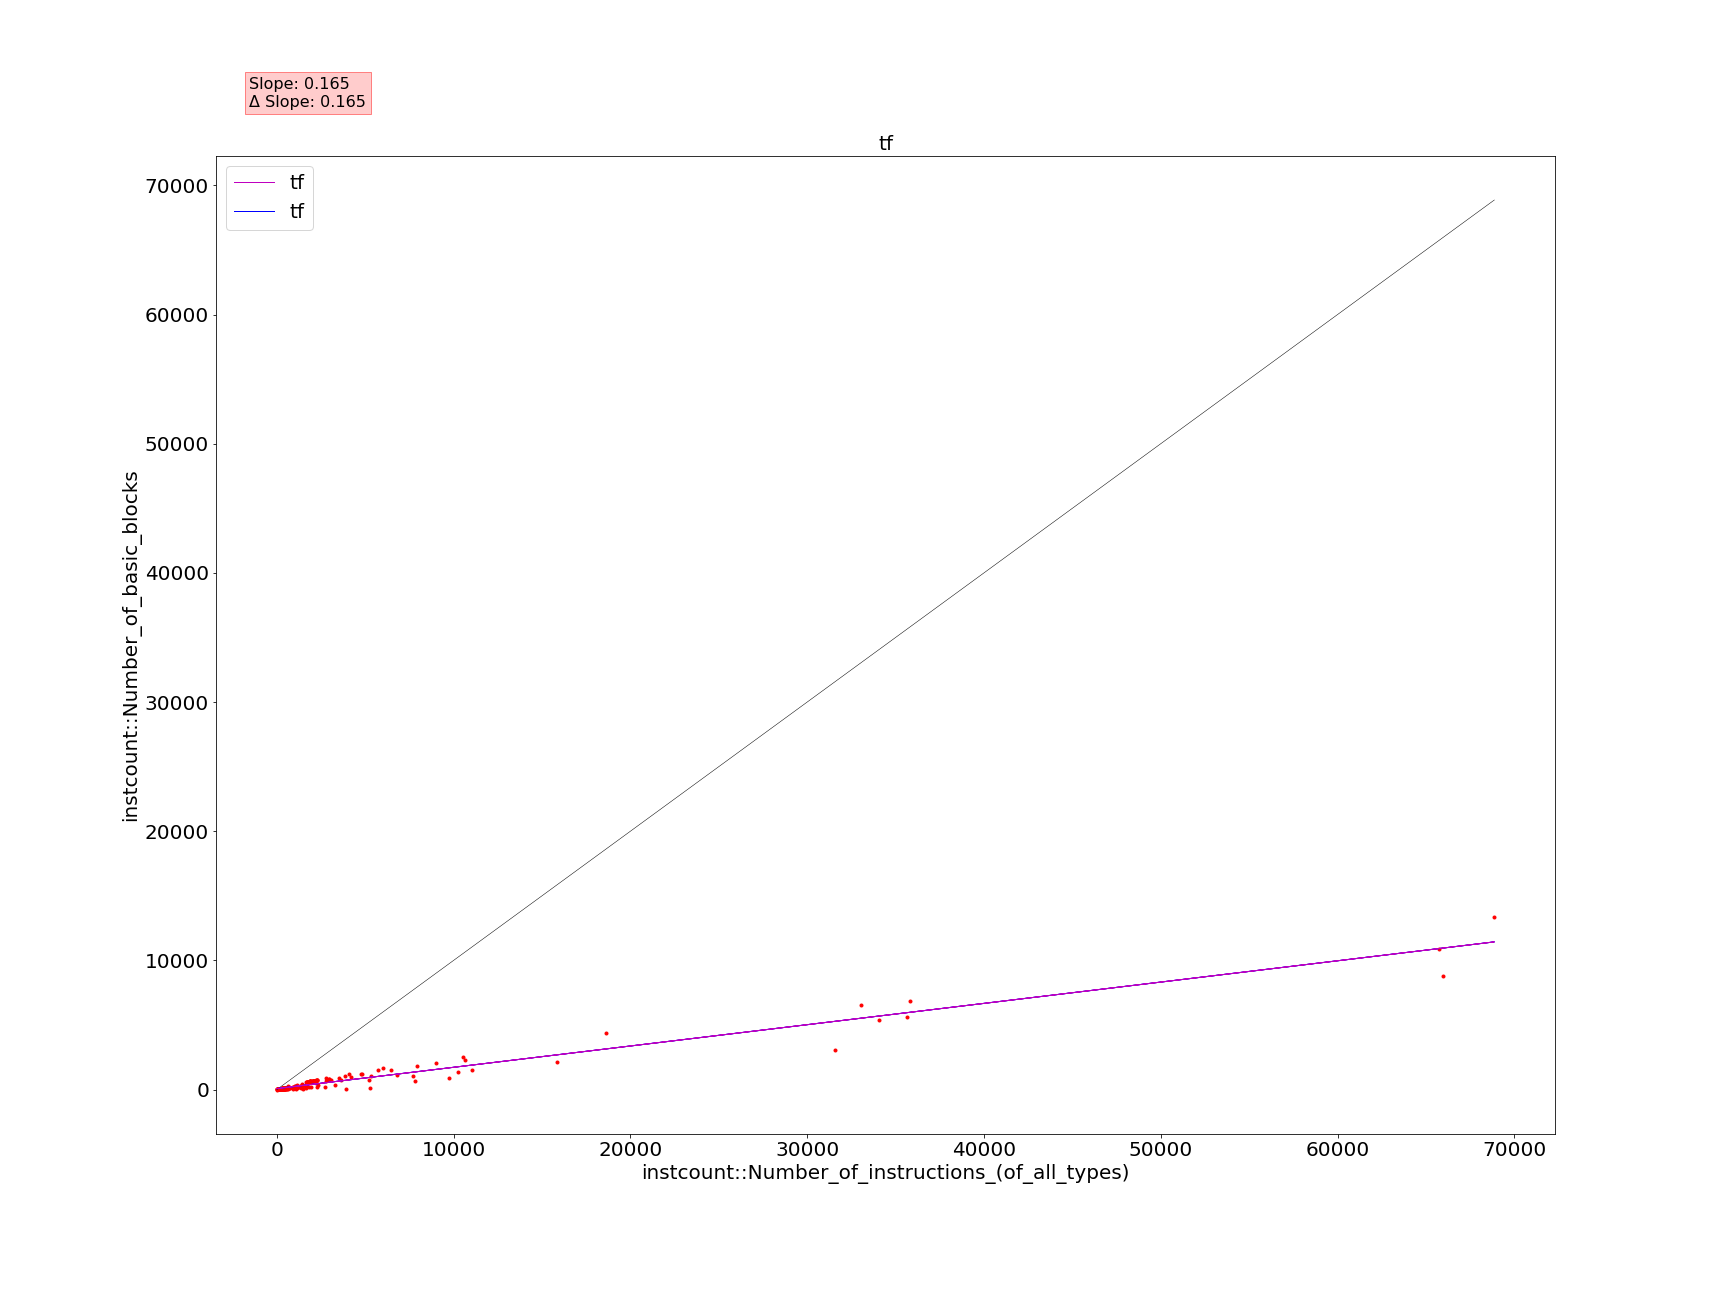 Slope: 0.165
Δ Slope: 0.165
tf
tf
tf
70000
60000
50000
40000
30000
20000
10000
0
instcount::Number_of_basic_blocks
0
10000
20000
30000
40000
50000
60000
70000
instcount::Number_of_instructions_(of_all_types)